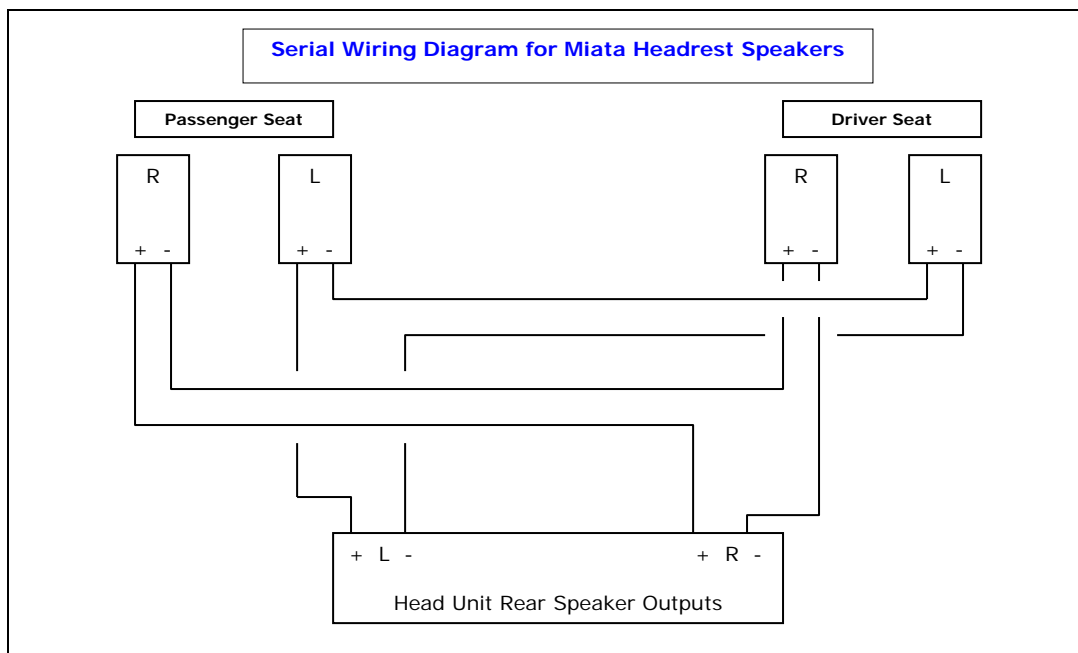 Serial Wiring Diagram for Miata Headrest Speakers
Passenger Seat Driver Seat
R L R L
+ - + - + - + -
+ L - + R -
Head Unit Rear Speaker Outputs